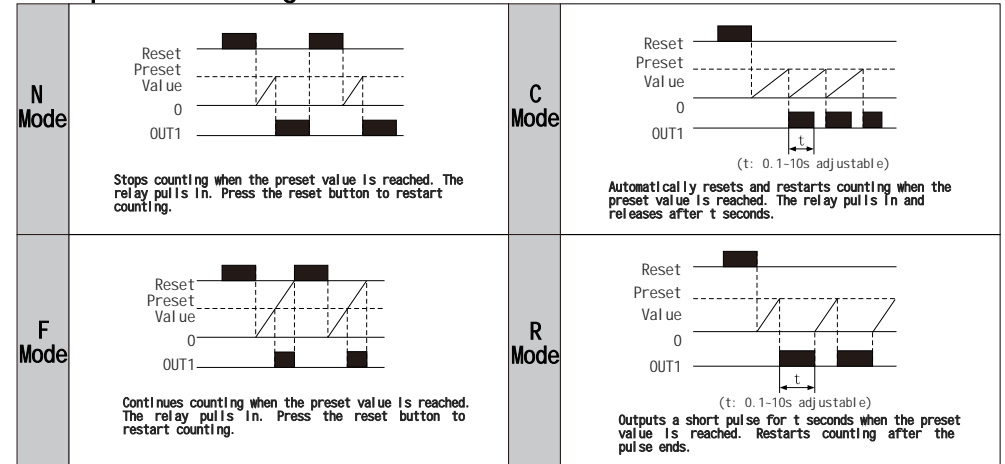 N
Mode
Reset
Preset
Value
0
OUT1
Stops counting when the preset value is reached. The
relay pulls in. Press the reset button to restart
counting.
C
Mode
Reset
Preset
Value
0
OUT1
t
(t: 0.1~10s adjustable)
Automatically resets and restarts counting when the
preset value is reached. The relay pulls in and
releases after t seconds.
F
Mode
Reset
Preset
Value
0
OUT1
Continues counting when the preset value is reached.
The relay pulls in. Press the reset button to
restart counting.
R
Mode
Reset
Preset
Value
0
OUT1
t
(t: 0.1~10s adjustable)
Outputs a short pulse for t seconds when the preset
value is reached. Restarts counting after the
pulse ends.